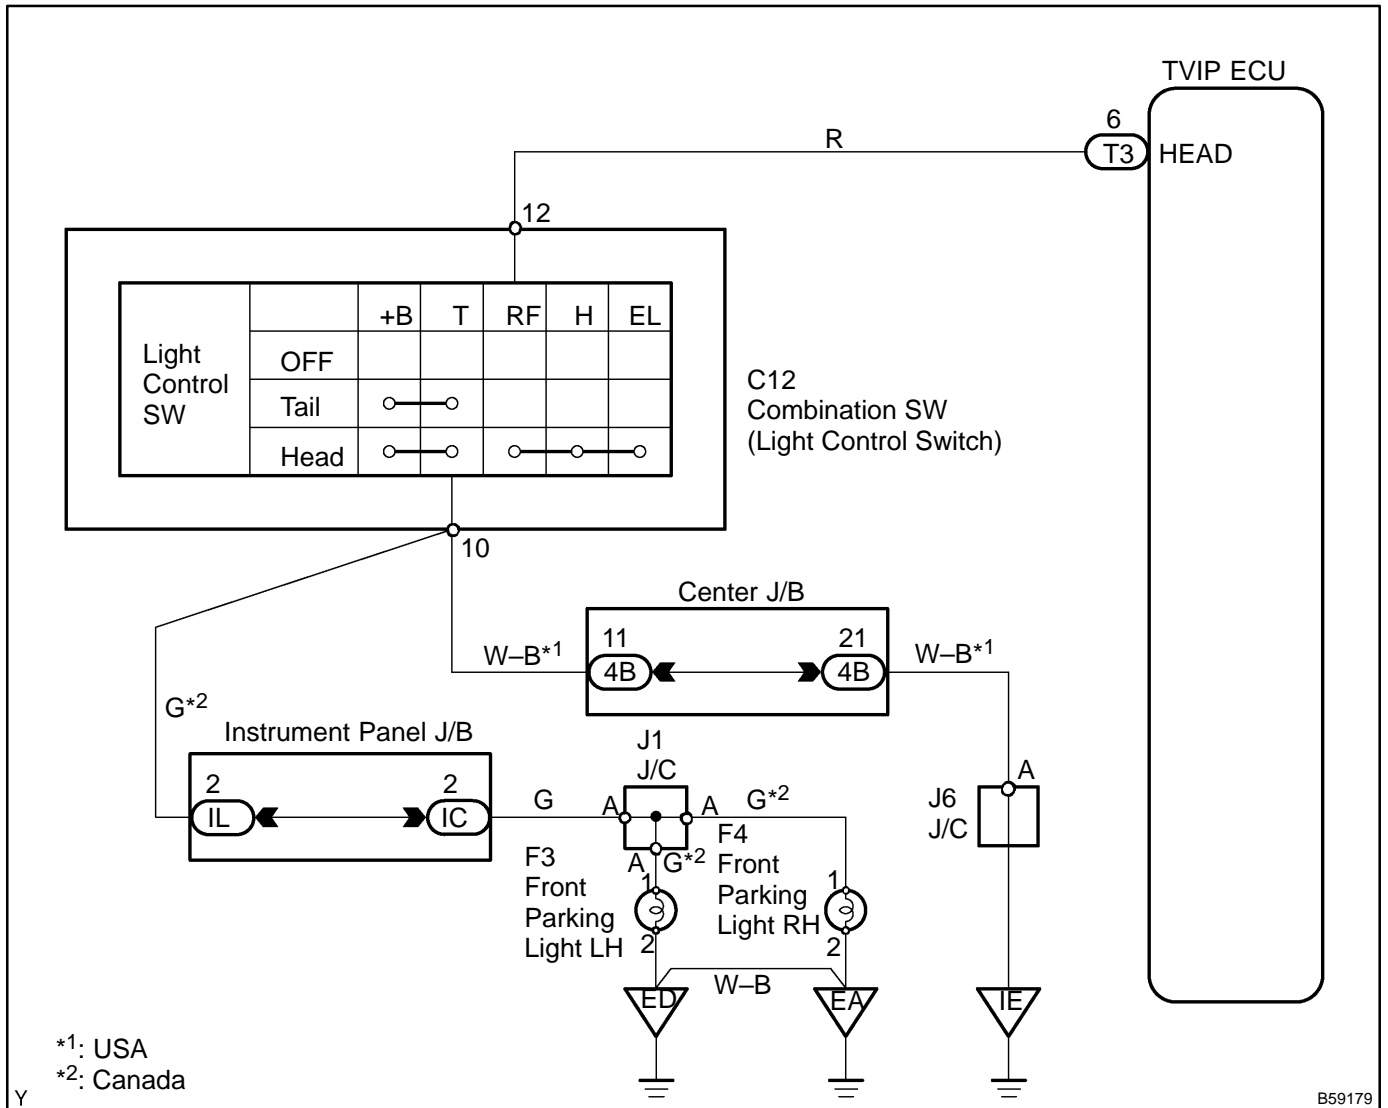 TVIP ECU
6
R
T3 HEAD
12
+B T RF H EL
Light
Control
SW
OFF
Tail
Head
C12
Combination SW
(Light Control Switch)
10
Center J/B
11 21
W–B*1 4B 4B W–B*1
G*2
Instrument Panel J/B
J1
J/C
A
J6
J/C
2 2
IL IC G A A G*2
A G*2
F3
Front
Parking
Light LH
F4
Front
Parking
Light RH
1 1
2 2
W–B
ED EA IE
*1: USA
*2: Canada
Y B59179